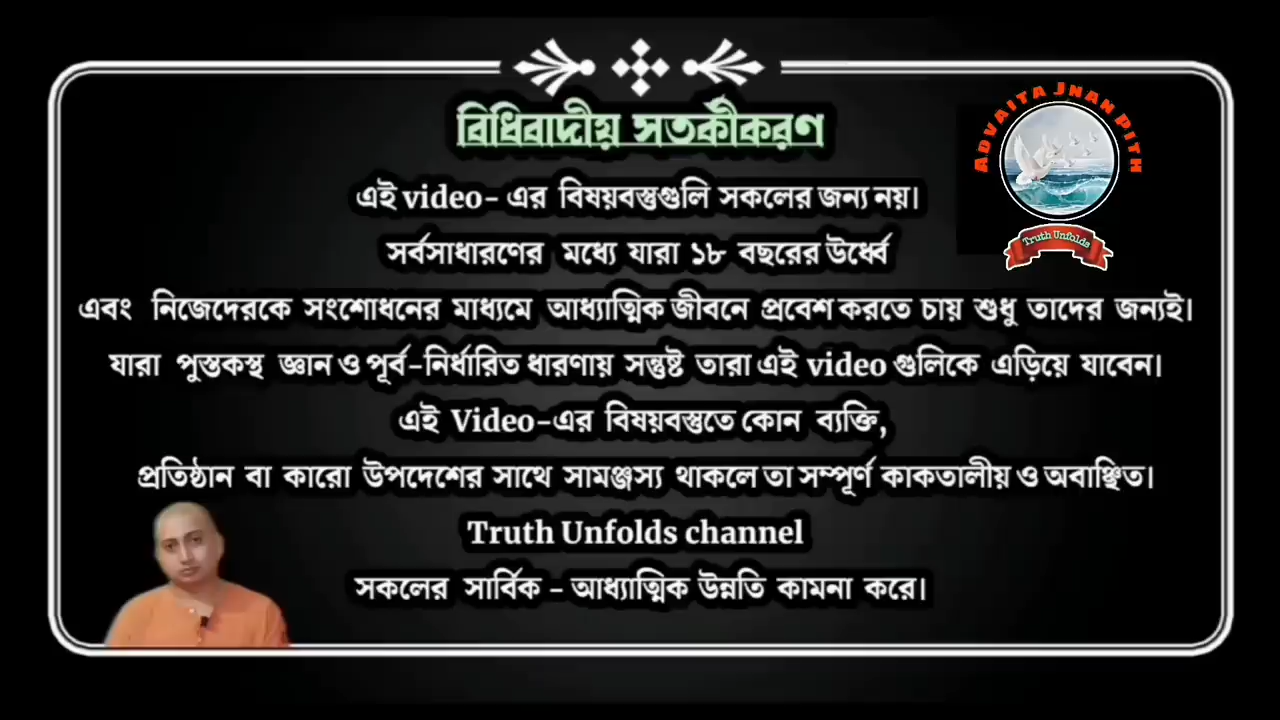 বিধিবাদীয় সতর্কীকরণ
ADVAITA JNAN PITH
Truth Unfolds
এই video- এর বিষয়বস্তুগুলি সকলের জন্য নয়।
সর্বসাধারণের মধ্যে যারা ১৮ বছরের উর্ধ্বে
এবং নিজেদেরকে সংশোধনের মাধ্যমে আধ্যাত্মিক জীবনে প্রবেশ করতে চায় শুধু তাদের জন্যই।
যারা পুস্তকস্থ জ্ঞান ও পূর্ব-নির্ধারিত ধারণায় সন্তুষ্ট তারা এই video গুলিকে এড়িয়ে যাবেন।
এই Video-এর বিষয়বস্তুতে কোন ব্যক্তি,
প্রতিষ্ঠান বা কারো উপদেশের সাথে সামঞ্জস্য থাকলে তা সম্পূর্ণ কাকতালীয় ও অবাঞ্ছিত।
Truth Unfolds channel
সকলের সার্বিক - আধ্যাত্মিক উন্নতি কামনা করে।